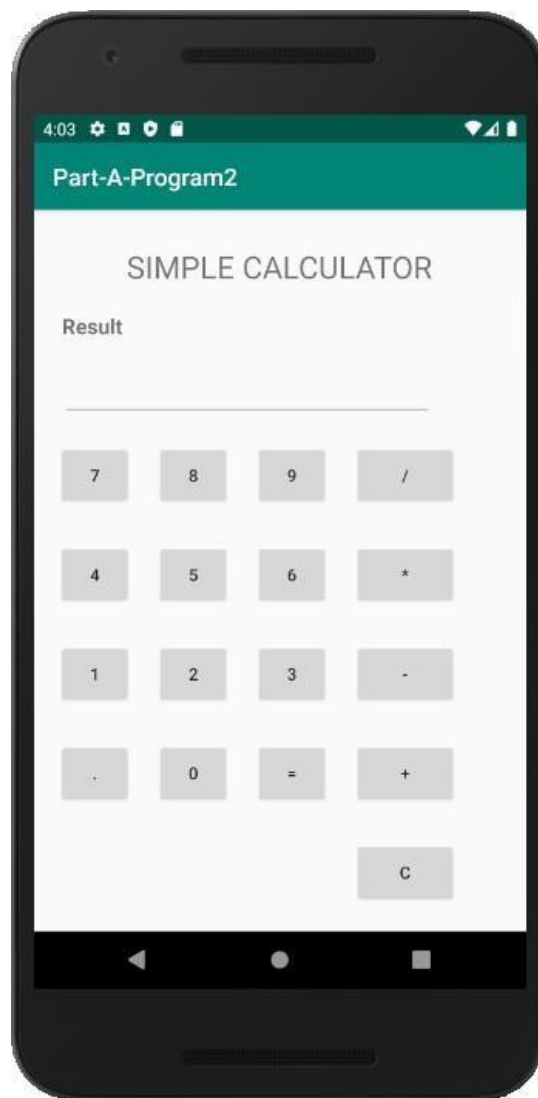 4:03
Part-A-Program2
SIMPLE CALCULATOR
Result
7 8 9 /
4 5 6 *
1 2 3 -
. 0 = +
C